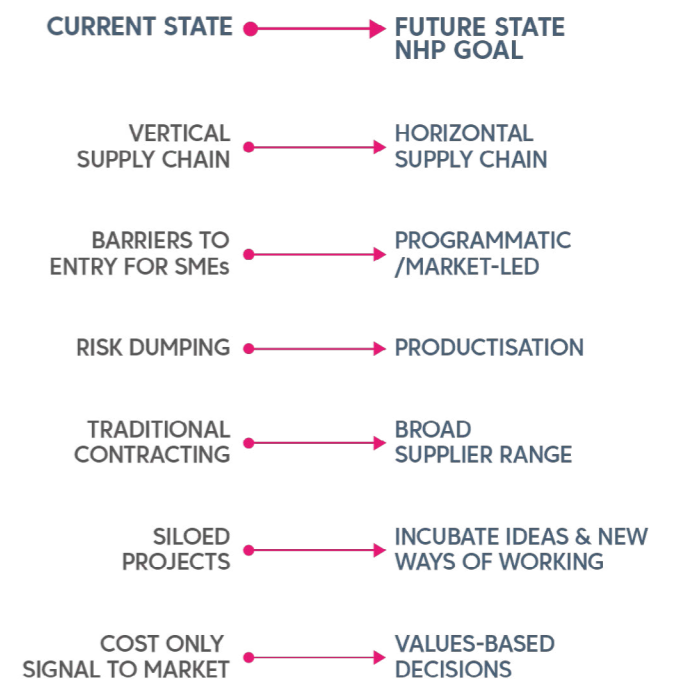 CURRENT STATE
FUTURE STATE
NHP GOAL
VERTICAL
SUPPLY CHAIN
HORIZONTAL
SUPPLY CHAIN
BARRIERS TO
ENTRY FOR SMEs
PROGRAMMATIC
/MARKET-LED
RISK DUMPING
PRODUCTISATION
TRADITIONAL
CONTRACTING
BROAD
SUPPLIER RANGE
SILOED
PROJECTS
INCUBATE IDEAS & NEW
WAYS OF WORKING
COST ONLY
SIGNAL TO MARKET
VALUES-BASED
DECISIONS